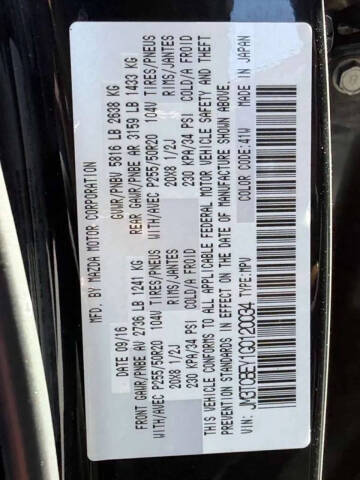 MFD. BY MAZDA MOTOR CORPORATION
DATE: 09/16 GVWR/PNBV 5816 LB 2638 KG
FRONT GAWR/PNBE AV 2736 LB 1241 KG REAR GAWR/PNBE AR 3159 LB 1433 KG
WITH/AVEC P255/50R20 104V TIRES/PNEUS WITH/AVEC P255/50R20 104V TIRES/PNEUS
20X8 1/2J RIMS/JANTES 20X8 1/2J RIMS/JANTES
230 KPA/34 PSI COLD/A FROID 230 KPA/34 PSI COLD/A FROID
THIS VEHICLE CONFORMS TO ALL APPLICABLE FEDERAL MOTOR VEHICLE SAFETY AND THEFT
PREVENTION STANDARDS IN EFFECT ON THE DATE OF MANUFACTURE SHOWN ABOVE.
VIN: JM3TCBEY1G0120034 TYPE:MPV COLOR CODE:41W MADE IN JAPAN